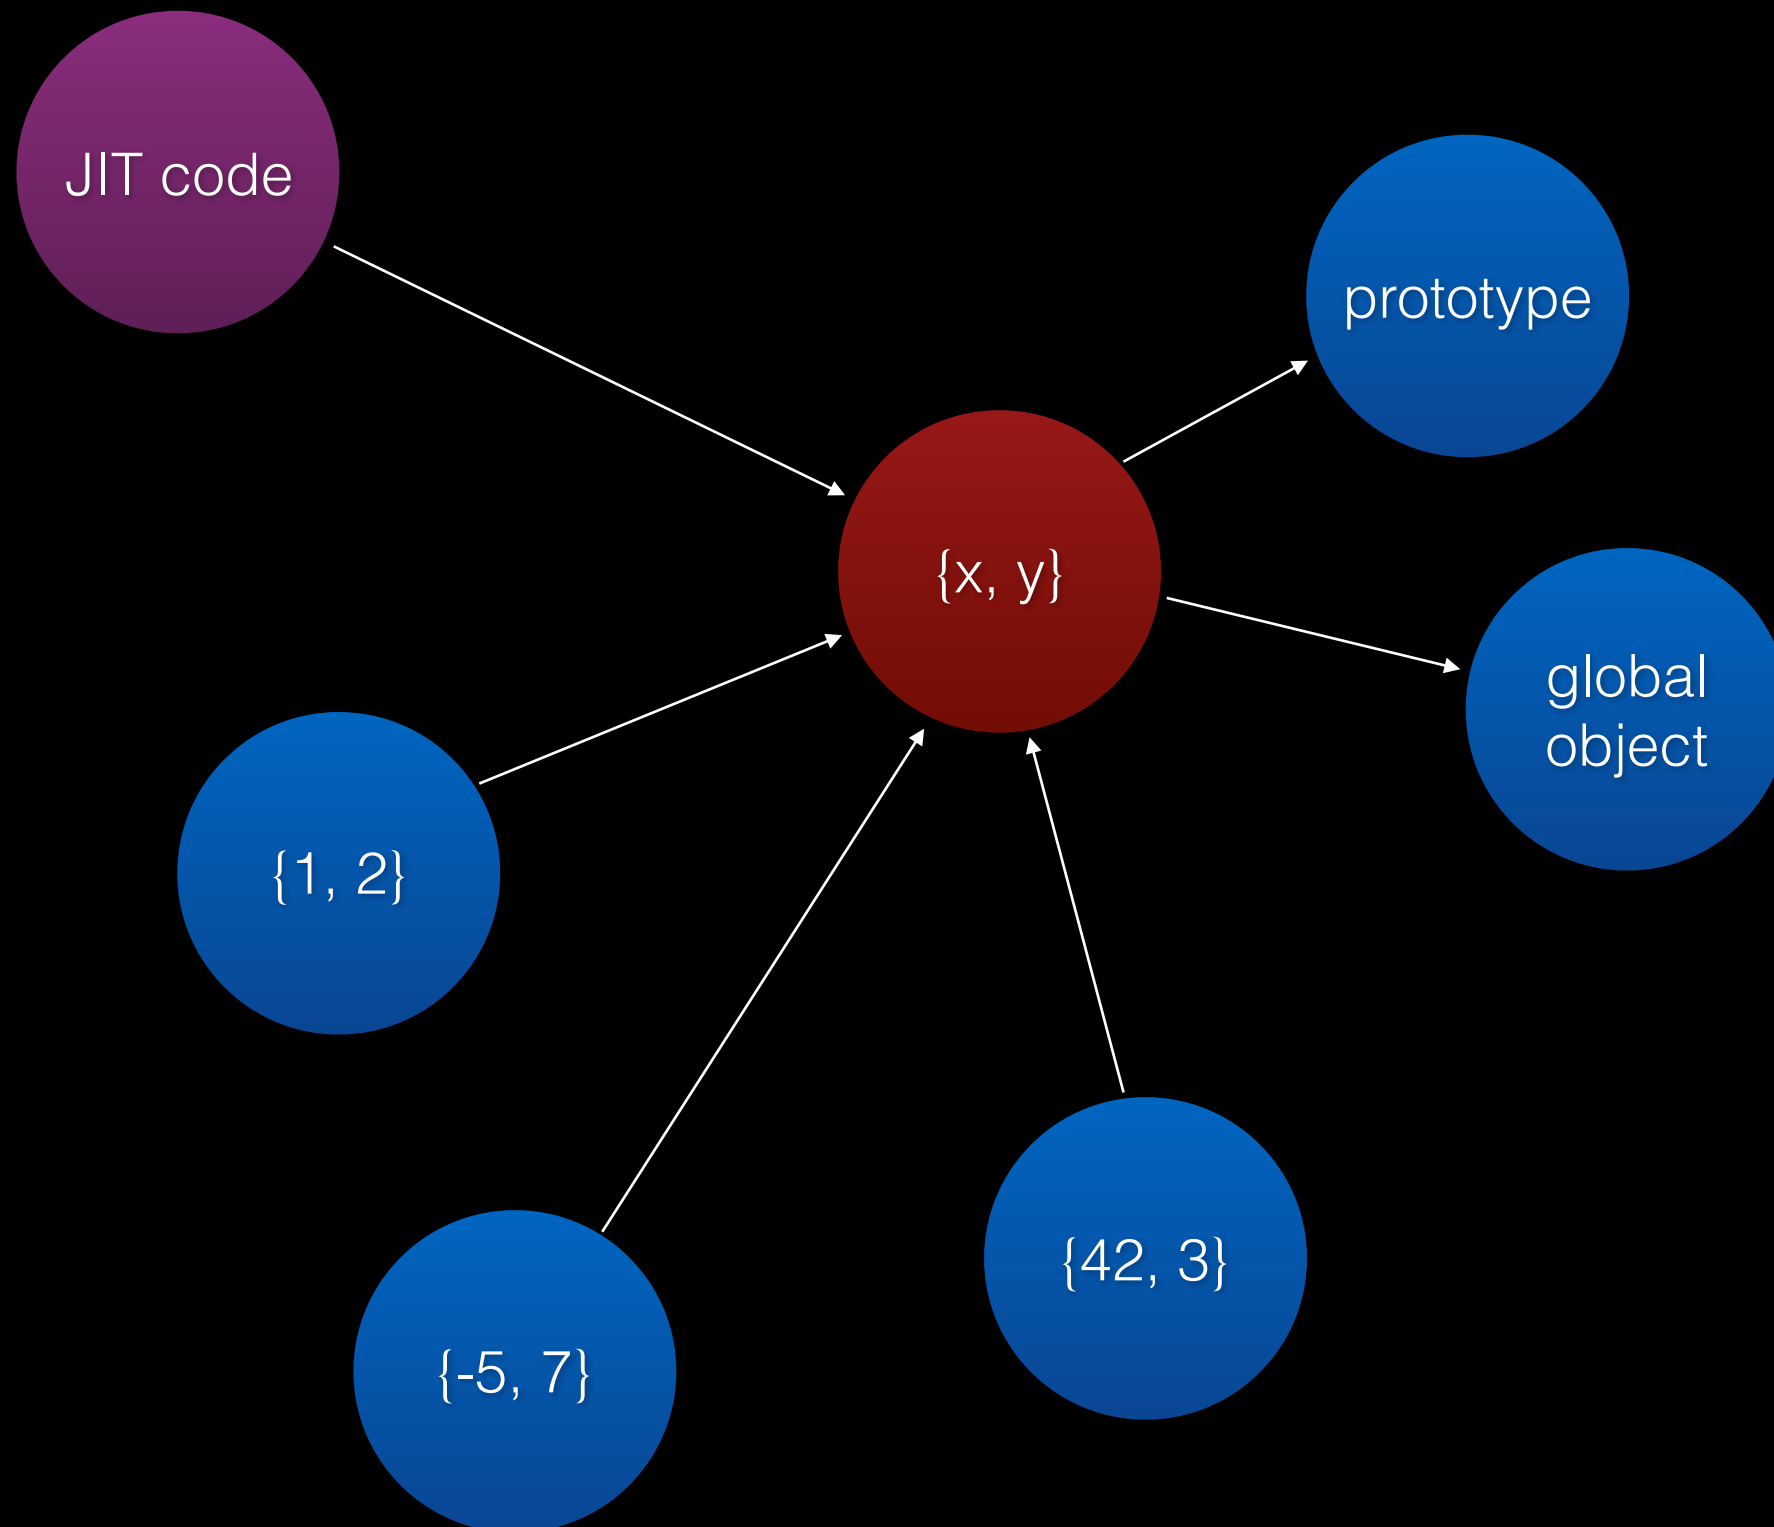 JIT code
prototype
{x, y}
global
object
{1, 2}
{42, 3}
{-5, 7}